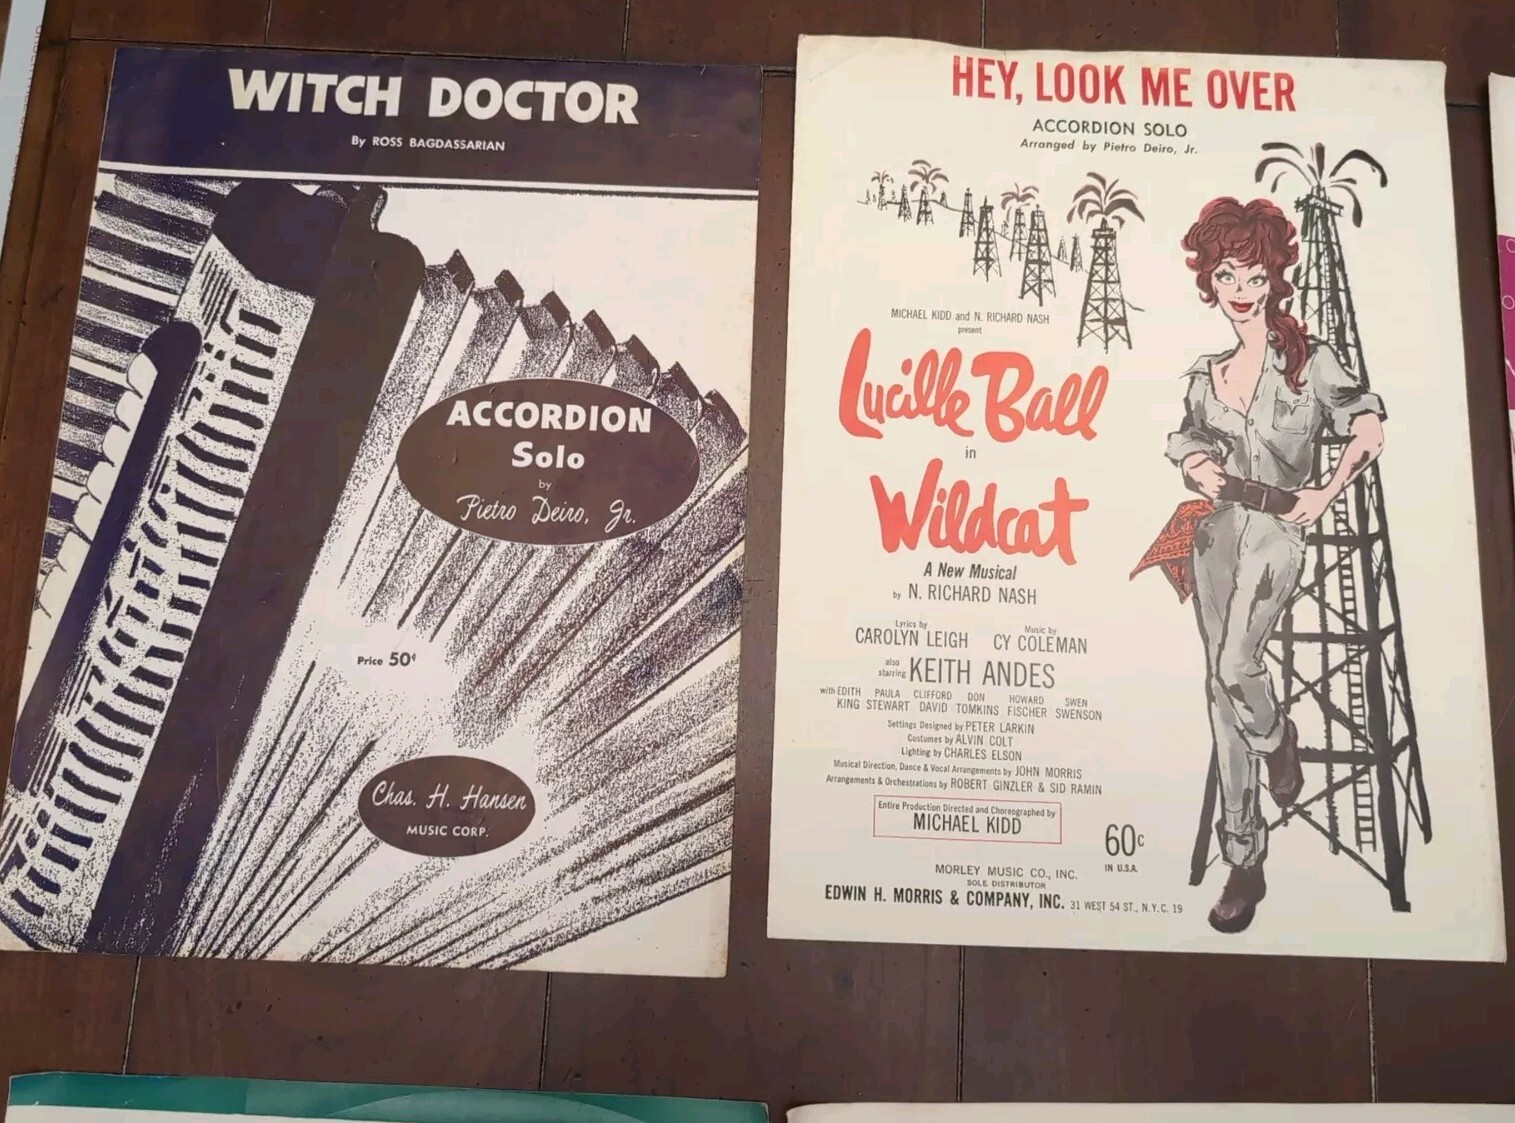 WITCH DOCTOR
By ROSS BAGDASSARIAN
ACCORDION
Solo
by
Pietro Deiro, Jr.
Price 50¢
Chas. H. Hansen
MUSIC CORP.
HEY, LOOK ME OVER
ACCORDION SOLO
Arranged by Pietro Deiro, Jr.
MICHAEL KIDD and N. RICHARD NASH
present
Lucille Ball
in
Wildcat
A New Musical
by N. RICHARD NASH
Lyrics by Music by
CAROLYN LEIGH CY COLEMAN
also starring KEITH ANDES
with EDITH PAULA CLIFFORD DON HOWARD SWEN
KING STEWART DAVID TOMKINS FISCHER SWENSON
Settings Designed by PETER LARKIN
Costumes by ALVIN COLT
Lighting by CHARLES ELSON
Musical Direction, Dance & Vocal Arrangements by JOHN MORRIS
Arrangements & Orchestrations by ROBERT GINZLER & SID RAMIN
Entire Production Directed and Choreographed by
MICHAEL KIDD
60c
IN U.S.A.
MORLEY MUSIC CO., INC.
SOLE DISTRIBUTOR
EDWIN H. MORRIS & COMPANY, INC. 31 WEST 54 ST., N.Y.C. 19